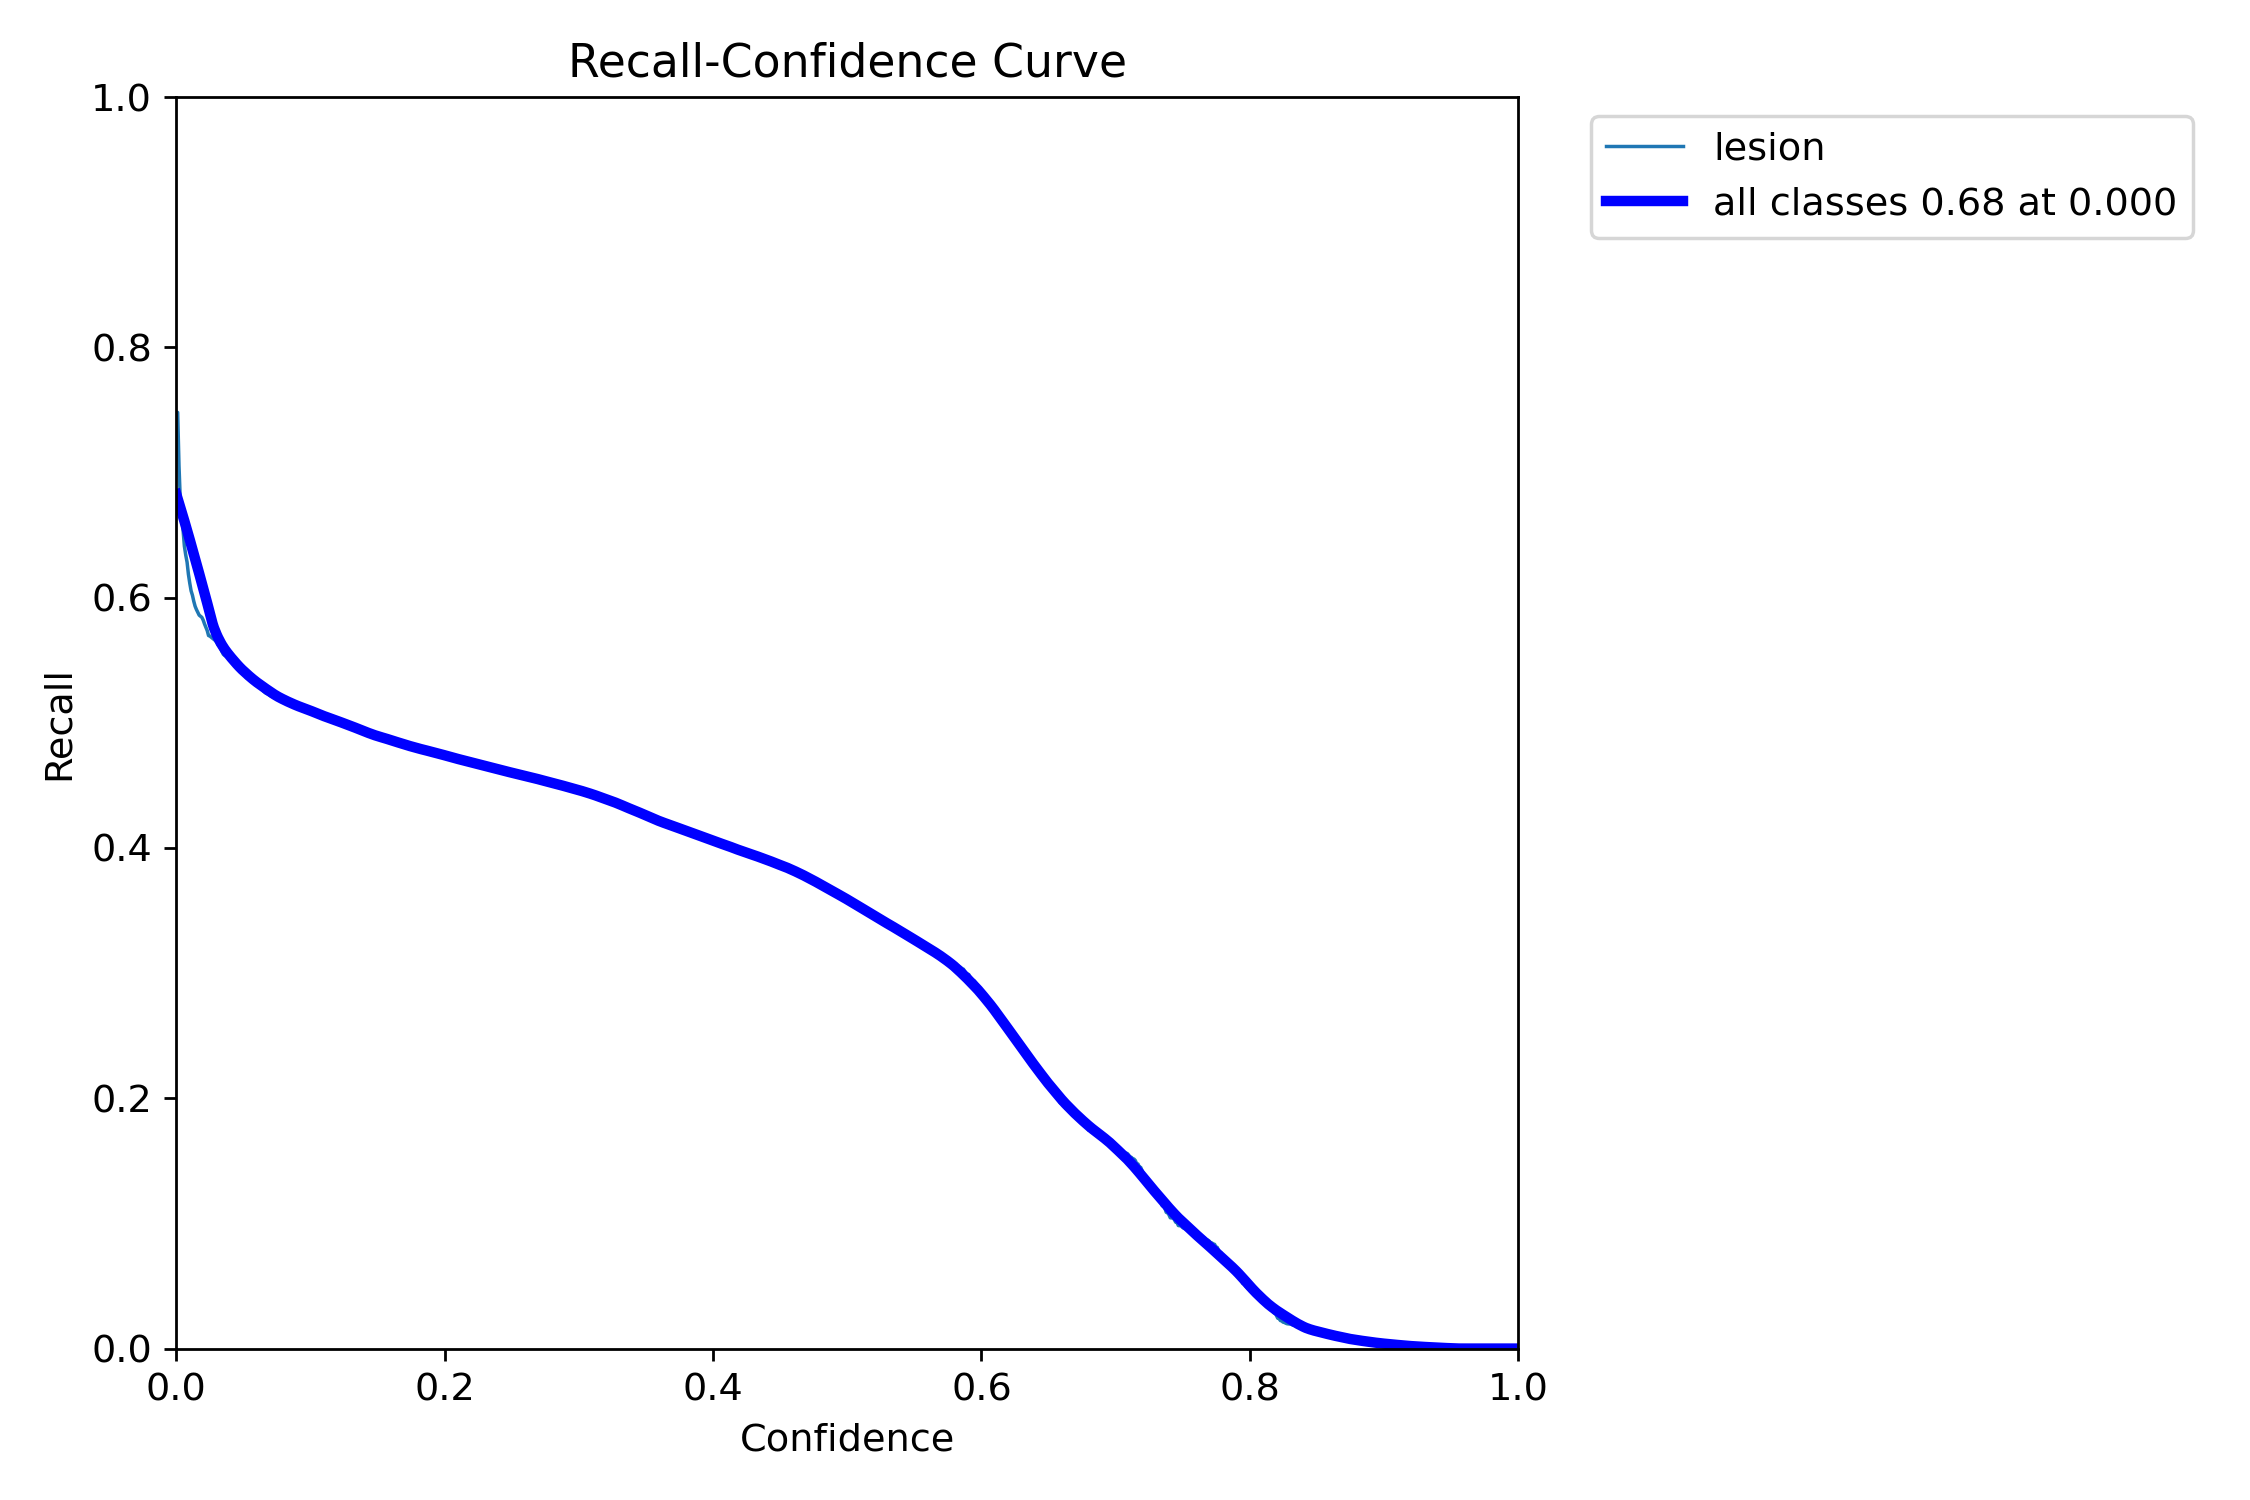 Recall-Confidence Curve
1.0
0.8
0.6
0.4
0.2
0.0
Recall
0.0 0.2 0.4 0.6 0.8 1.0
Confidence
lesion
all classes 0.68 at 0.000